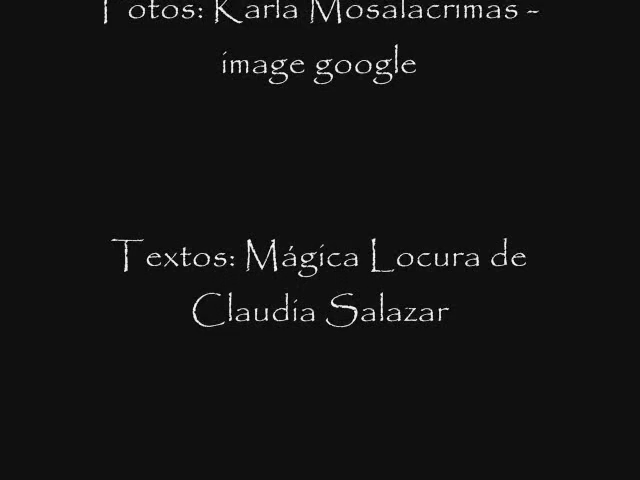 Fotos: Karla Mosalacrimas -
image google
Textos: Mágica Locura de
Claudia Salazar